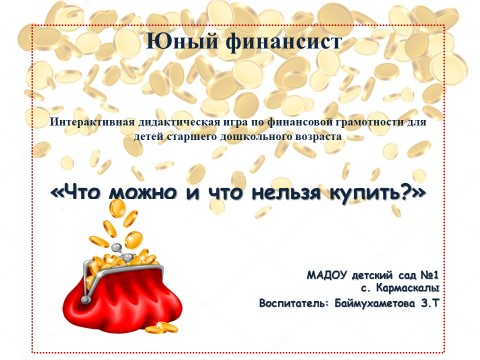 Юный финансист
Интерактивная дидактическая игра по финансовой грамотности для
детей старшего дошкольного возраста
«Что можно и что нельзя купить?»
МАДОУ детский сад №1
с. Кармаскалы
Воспитатель: Баймухаметова З.Т